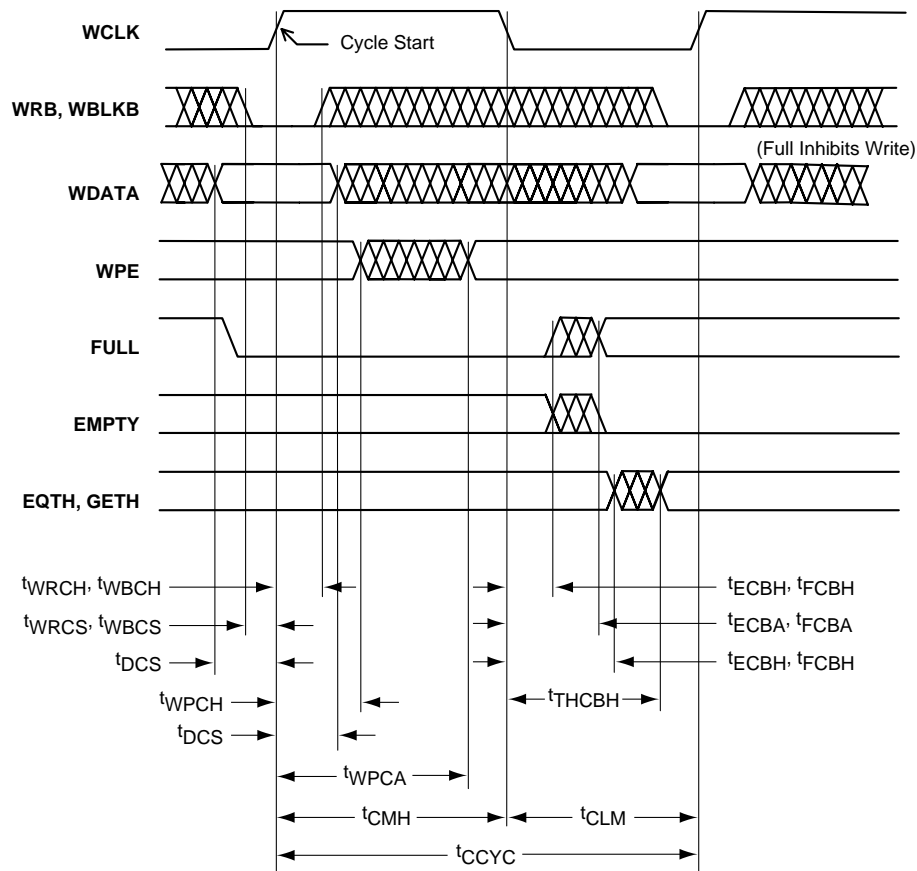 WCLK
Cycle Start
WRB, WBLKB
(Full Inhibits Write)
WDATA
WPE
FULL
EMPTY
EQTH, GETH
tWRCH, tWBCH
tECBH, tFCBH
tWRCS, tWBCS
tECBA, tFCBA
tDCS
tECBH, tFCBH
tWPCH
tTHCBH
tDCS
tWPCA
tCMH
tCLM
tCCYC